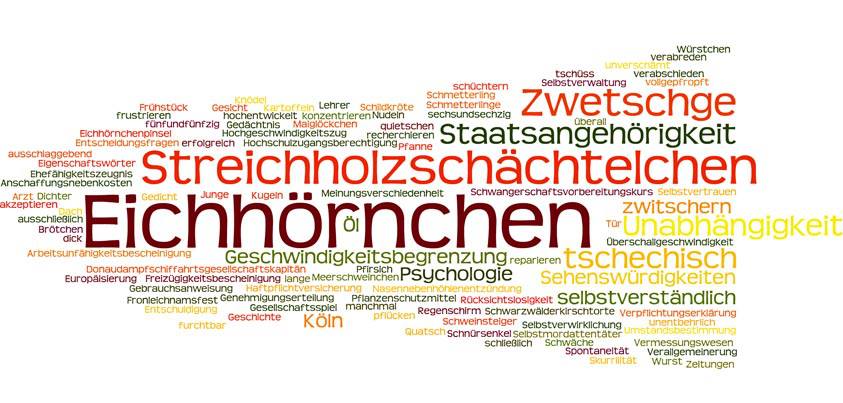 Würstchen
verabreden
unverschämt
tschüss verabschieden
Selbstverwaltung vollgepfropft
schüchtern
Schmetterling Zwetschge
Knödel
Frühstück Gesicht Kartoffeln Lehrer Schildkröte Schmetterlinge
frustrieren hochentwickelt konzentrieren Nudeln sechsundsechzig
überall
fünfundfünfzig Gedächtnis Maiglöckchen quietschen Staatsangehörigkeit
Eichhörnchenpinsel Hochgeschwindigkeitszug recherchieren
Entscheidungsfragen erfolgreich Hochschulzugangsberechtigung Pfanne
ausschlaggebend
Eigenschaftswörter Streichholzschächtelchen
Ehefähigkeitszeugnis
Anschaffungsnebenkosten
Arzt Dichter Gedicht Junge Kugeln Meinungsverschiedenheit Schwangerschaftsvorbereitungskurs Selbstvertrauen
akzeptieren
Dach zwitschern
ausschließlich Eichhörnchen Öl Tür Unabhängigkeit
Brötchen
dick Überschallgeschwindigkeit
Arbeitsunfähigkeitsbescheinigung Geschwindigkeitsbegrenzung reparieren tschechisch
Donaudampfschiffahrtsgesellschaftskapitän Pfirsich
Europäisierung Freizügigkeitsbescheinigung lange Meerschweinchen Psychologie Sehenswürdigkeiten
Gebrauchsanweisung Haftpflichtversicherung Nasennebenhöhlenentzündung
Fronleichnamsfest Genehmigungserteilung Pflanzenschutzmittel Rücksichtslosigkeit selbstverständlich
Entschuldigung Gesellschaftsspiel manchmal Regenschirm Schwarzwälderkirschtorte Verpflichtungserklärung
Geschichte Köln pflücken
furchtbar Schweinsteiger Selbstverwirklichung unentbehrlich
Quatsch Schnürsenkel Selbstmordattentäter Umstandsbestimmung
schließlich Schwäche Vermessungswesen
Spontaneität Verallgemeinerung
Skurrilität Wurst Zeitungen